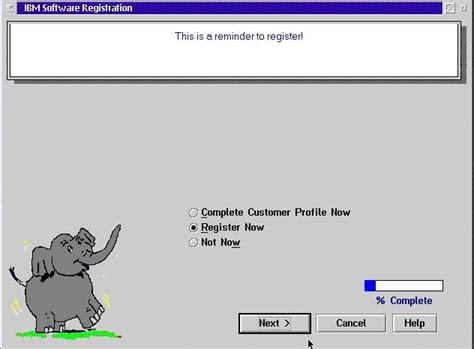 IBM Software Registration
This is a reminder to register!
Complete Customer Profile Now
Register Now
Not Now
% Complete
Next >
Cancel
Help